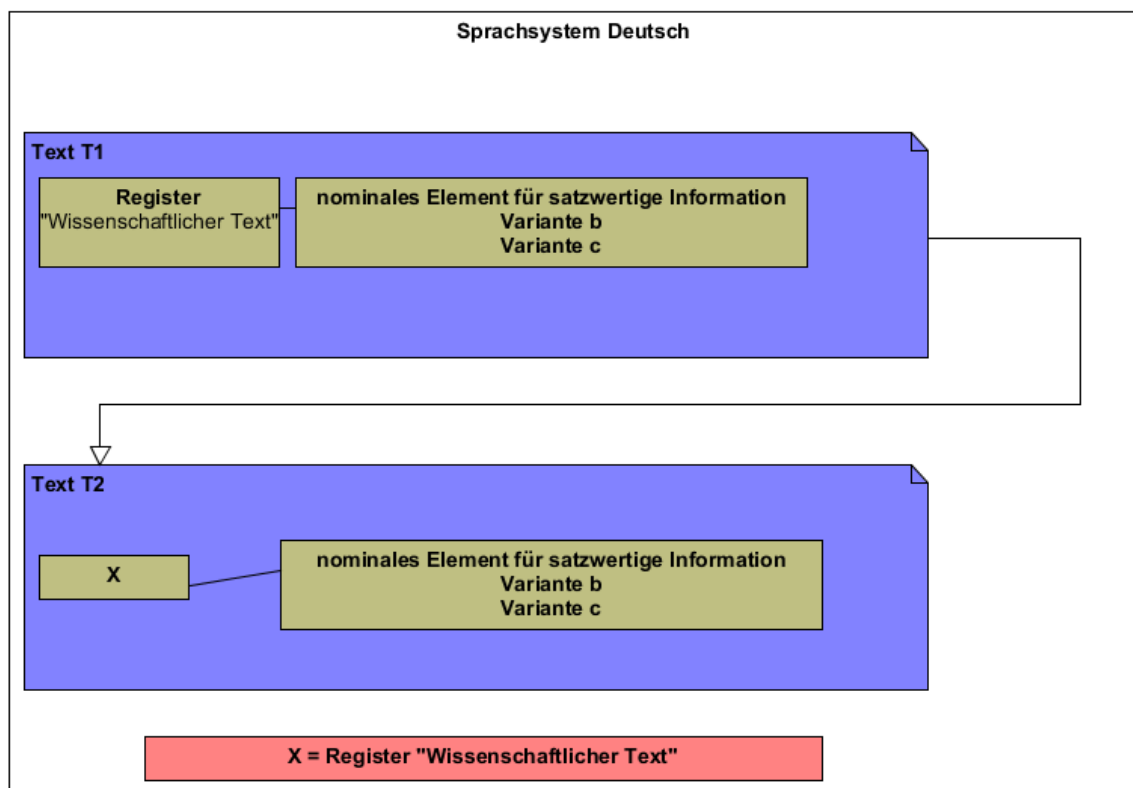 Sprachsystem Deutsch
Text T1
Register
"Wissenschaftlicher Text"
nominales Element für satzwertige Information
Variante b
Variante c
Text T2
X
nominales Element für satzwertige Information
Variante b
Variante c
X = Register "Wissenschaftlicher Text"